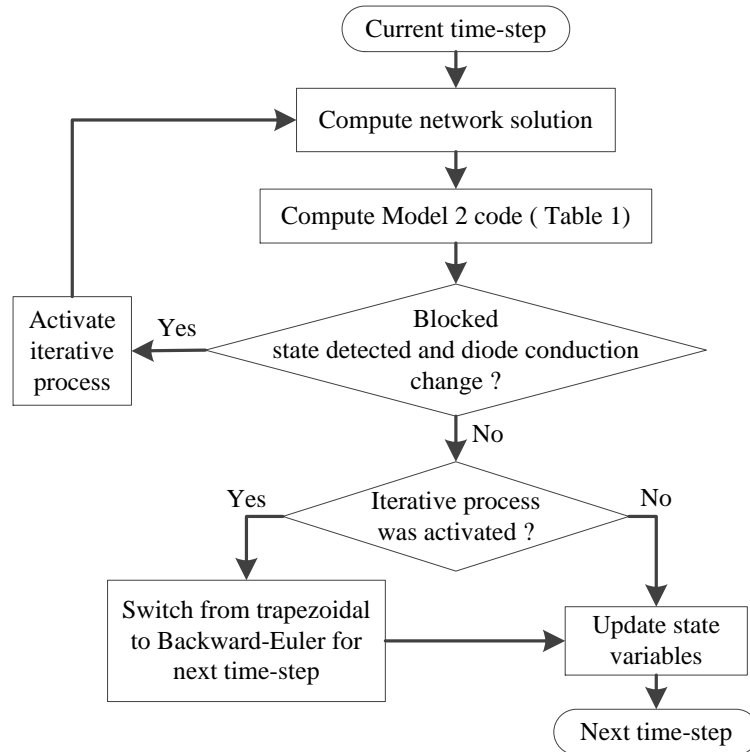 Current time-step
Compute network solution
Compute Model 2 code ( Table 1)
Blocked
state detected and diode conduction
change ?
Yes
Activate
iterative
process
No
Iterative process
was activated ?
Yes
No
Switch from trapezoidal
to Backward-Euler for
next time-step
Update state
variables
Next time-step